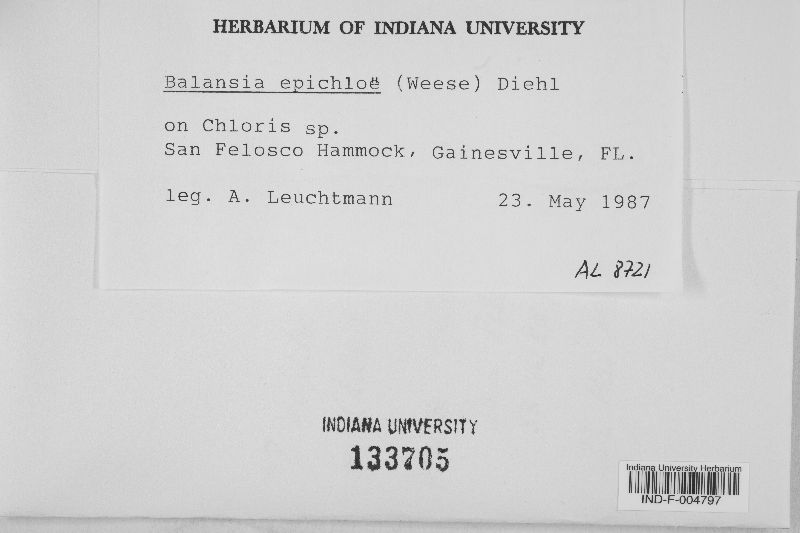 HERBARIUM OF INDIANA UNIVERSITY
Balansia epichloë (Weese) Diehl
on Chloris sp.
San Felosco Hammock, Gainesville, FL.
leg. A. Leuchtmann 23. May 1987
AL 8721
INDIANA UNIVERSITY
133705
Indiana University Herbarium
IND-F-004797